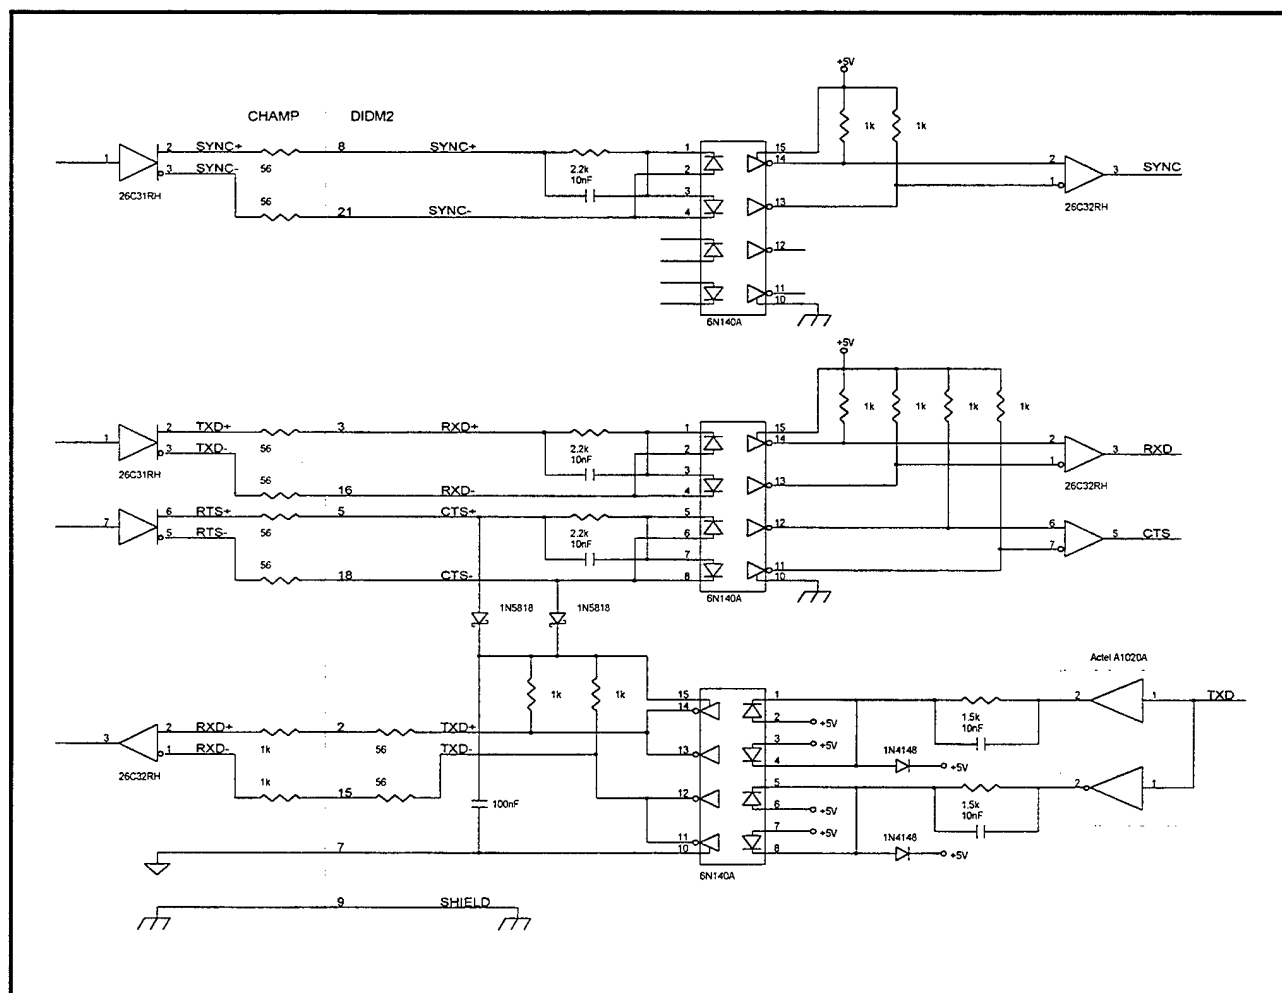 +5V
CHAMP DIDM2
1k 1k
1 2 SYNC+ 8 SYNC+ 1 15
56 2.2k 14 2
3 SYNC- 10nF 2 3 SYNC
1
26C31RH 56 3 13 26C32RH
21 SYNC- 4
12
11
10
6N140A
+5V
1k 1k 1k 1k
1 2 TXD+ 3 RXD+ 1 15
56 2.2k 14 2
3 TXD- 10nF 2 3 RXD
1
26C31RH 56 3 13 26C32RH
16 RXD- 4
7 6 RTS+ 5 CTS+ 5 12 6
56 2.2k
5 RTS- 10nF 6 5 CTS
7
56 7 11
18 CTS- 8 10
6N140A
1N5818 1N5818
Actel A1020A
1k 1k 15 1 2 1 TXD
14 2 +5V 1.5k
10nF
3 2 RXD+ 2 TXD+ 13 3 +5V
1k 56 1N4148
1 RXD- TXD- 4 +5V
26C32RH 1k 15 56 12 5 2 1
100nF 6 +5V 1.5k
10nF
11 7 +5V
1N4148
7 10 8 +5V
6N140A
9 SHIELD